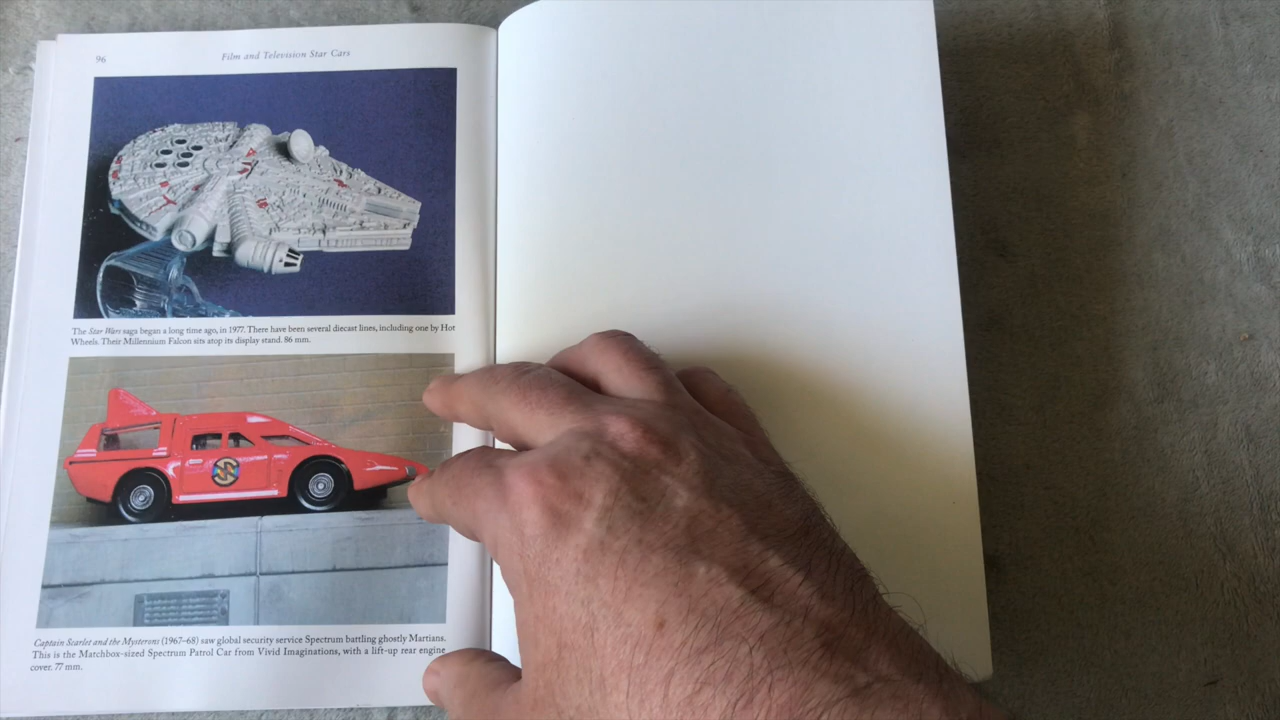 96
Film and Television Star Cars
The Star Wars saga began a long time ago, in 1977. There have been several diecast lines, including one by Hot
Wheels. Their Millennium Falcon sits atop its display stand. 86 mm.
Captain Scarlet and the Mysterons (1967–68) saw global security service Spectrum battling ghostly Martians.
This is the Matchbox-sized Spectrum Patrol Car from Vivid Imaginations, with a lift-up rear engine
cover. 77 mm.